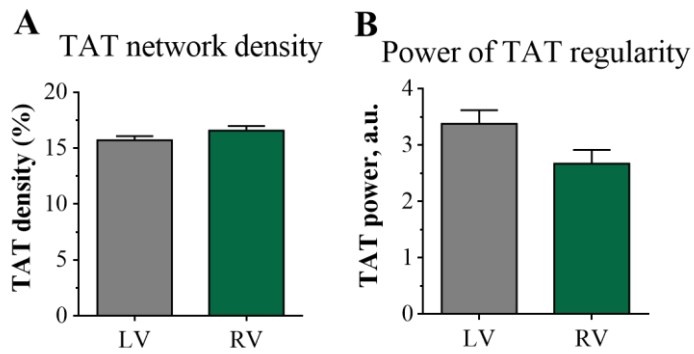 A
TAT network density
TAT density (%)
20
15
10
5
0
LV
RV
B
Power of TAT regularity
TAT power, a.u.
4
3
2
1
0
LV
RV